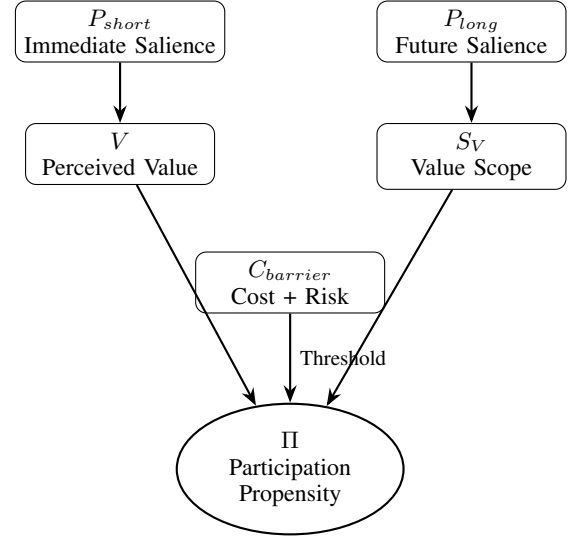 P_short
Immediate Salience
P_long
Future Salience
V
Perceived Value
S_V
Value Scope
C_barrier
Cost + Risk
Threshold
Π
Participation
Propensity